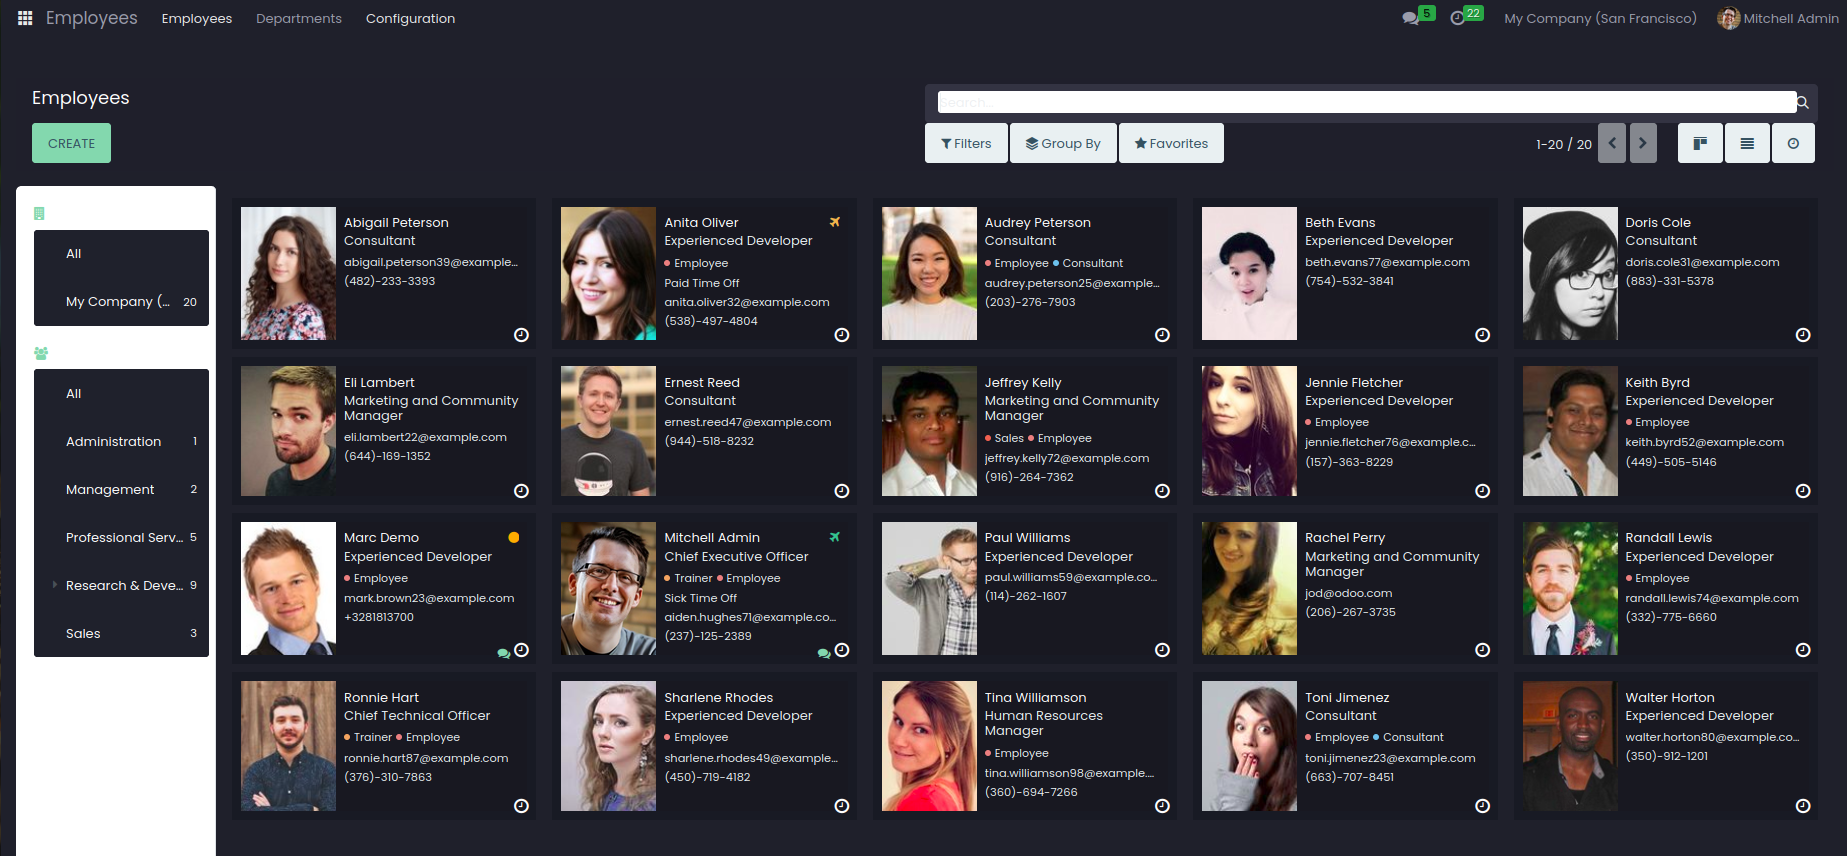 Employees Employees Departments Configuration 5 22 My Company (San Francisco) Mitchell Admin
Employees
Search...
CREATE
Filters Group By Favorites 1-20 / 20
All
My Company (... 20
All
Administration 1
Management 2
Professional Serv... 5
Research & Deve... 9
Sales 3
Abigail Peterson
Consultant
abigail.peterson39@example...
(482)-233-3393
Anita Oliver
Experienced Developer
Employee
Paid Time Off
anita.oliver32@example.com
(538)-497-4804
Audrey Peterson
Consultant
Employee Consultant
audrey.peterson25@example...
(203)-276-7903
Beth Evans
Experienced Developer
beth.evans77@example.com
(754)-532-3841
Doris Cole
Consultant
doris.cole31@example.com
(883)-331-5378
Eli Lambert
Marketing and Community
Manager
eli.lambert22@example.com
(644)-169-1352
Ernest Reed
Consultant
ernest.reed47@example.com
(944)-518-8232
Jeffrey Kelly
Marketing and Community
Manager
Sales Employee
jeffrey.kelly72@example.com
(916)-264-7362
Jennie Fletcher
Experienced Developer
Employee
jennie.fletcher76@example.c...
(157)-363-8229
Keith Byrd
Experienced Developer
Employee
keith.byrd52@example.com
(449)-505-5146
Marc Demo
Experienced Developer
Employee
mark.brown23@example.com
+3281813700
Mitchell Admin
Chief Executive Officer
Trainer Employee
Sick Time Off
aiden.hughes71@example.co...
(237)-125-2389
Paul Williams
Experienced Developer
paul.williams59@example.co...
(114)-262-1607
Rachel Perry
Marketing and Community
Manager
jod@odoo.com
(206)-267-3735
Randall Lewis
Experienced Developer
Employee
randall.lewis74@example.com
(332)-775-6660
Ronnie Hart
Chief Technical Officer
Trainer Employee
ronnie.hart87@example.com
(376)-310-7863
Sharlene Rhodes
Experienced Developer
Employee
sharlene.rhodes49@example...
(450)-719-4182
Tina Williamson
Human Resources
Manager
Employee
tina.williamson98@example....
(360)-694-7266
Toni Jimenez
Consultant
Employee Consultant
toni.jimenez23@example.com
(663)-707-8451
Walter Horton
Experienced Developer
walter.horton80@example.co...
(350)-912-1201